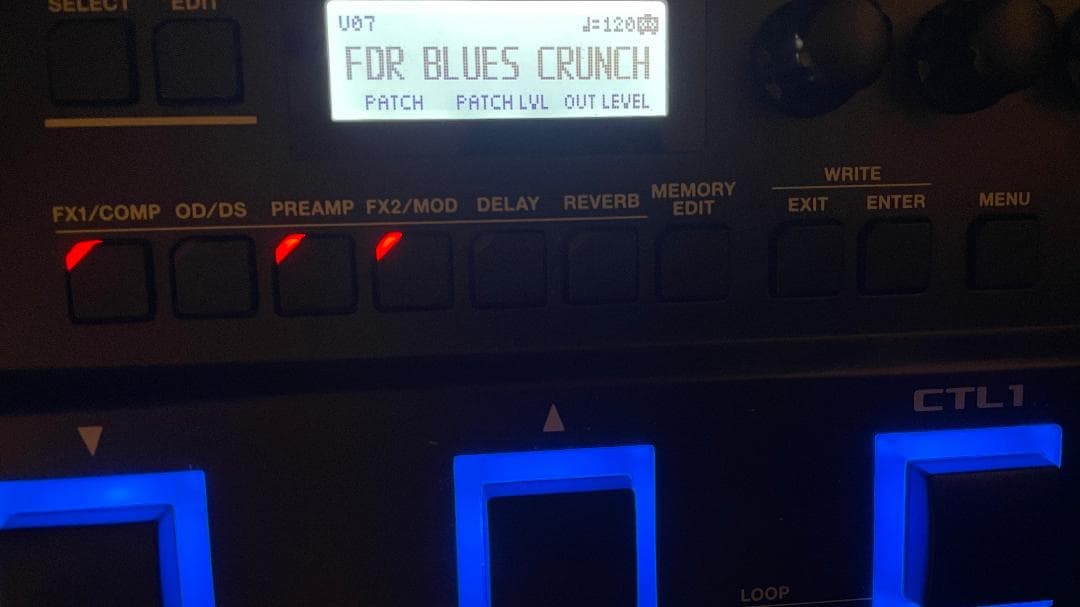 SELECT EDIT
U07 ♩=120
FDR BLUES CRUNCH
PATCH PATCH LVL OUT LEVEL
WRITE
FX1/COMP OD/DS PREAMP FX2/MOD DELAY REVERB MEMORY EDIT EXIT ENTER MENU
CTL1
LOOP